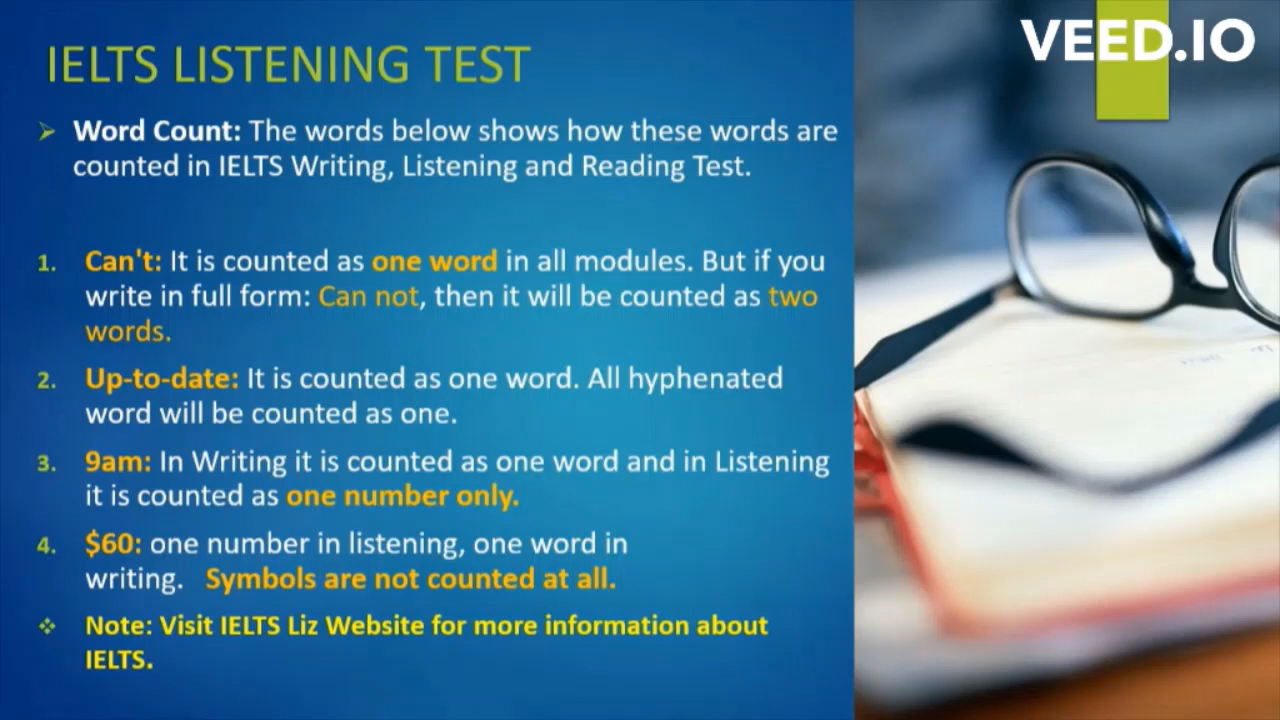 VEED.IO
IELTS LISTENING TEST
➢ Word Count: The words below shows how these words are
counted in IELTS Writing, Listening and Reading Test.
1. Can't: It is counted as one word in all modules. But if you
write in full form: Can not, then it will be counted as two
words.
2. Up-to-date: It is counted as one word. All hyphenated
word will be counted as one.
3. 9am: In Writing it is counted as one word and in Listening
it is counted as one number only.
4. $60: one number in listening, one word in
writing. Symbols are not counted at all.
❖ Note: Visit IELTS Liz Website for more information about
IELTS.